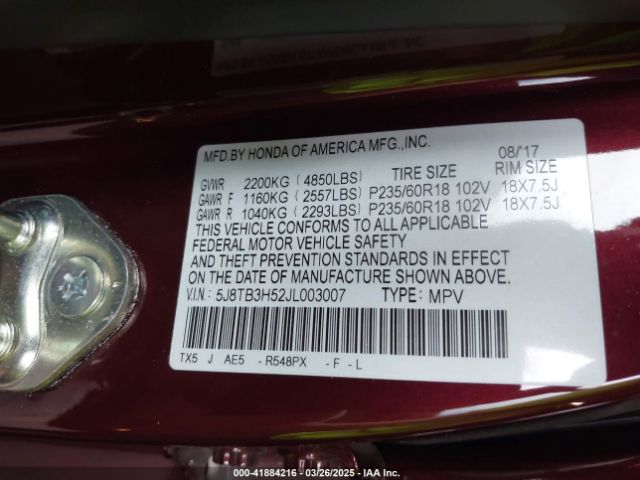 MFD.BY HONDA OF AMERICA MFG.,INC. 08/'17
GVWR 2200KG (4850LBS) TIRE SIZE RIM SIZE
GAWR F 1160KG (2557LBS) P235/60R18 102V 18X7.5J
GAWR R 1040KG (2293LBS) P235/60R18 102V 18X7.5J
THIS VEHICLE CONFORMS TO ALL APPLICABLE
FEDERAL MOTOR VEHICLE SAFETY
AND THEFT PREVENTION STANDARDS IN EFFECT
ON THE DATE OF MANUFACTURE SHOWN ABOVE.
V.I.N.: 5J8TB3H52JL003007 TYPE: MPV
TX5 J AE5 - R548PX - F - L
000-41884216 - 03/26/2025 - IAA Inc.